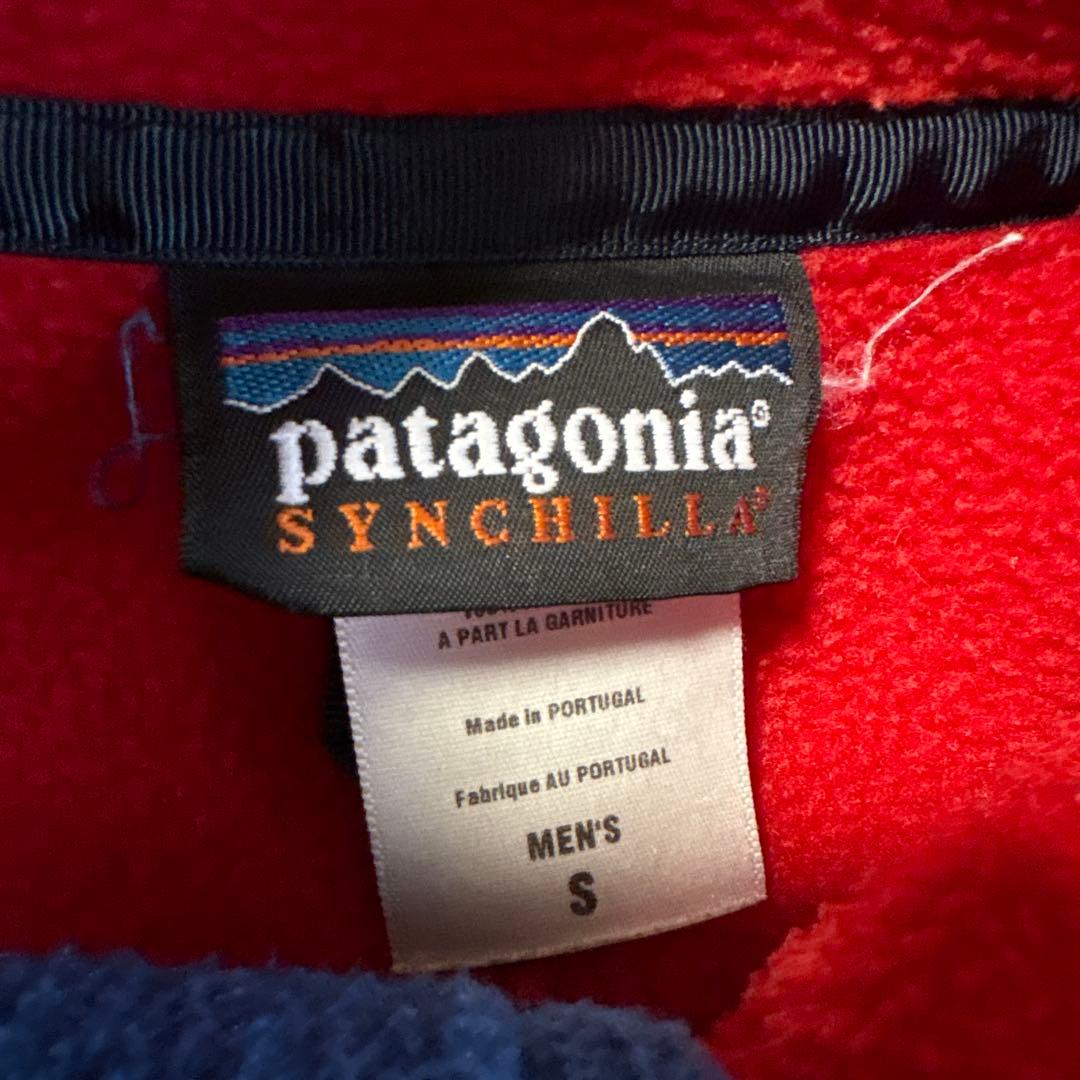 patagonia®
SYNCHILLA®
A PART LA GARNITURE
Made in PORTUGAL
Fabrique AU PORTUGAL
MEN'S
S